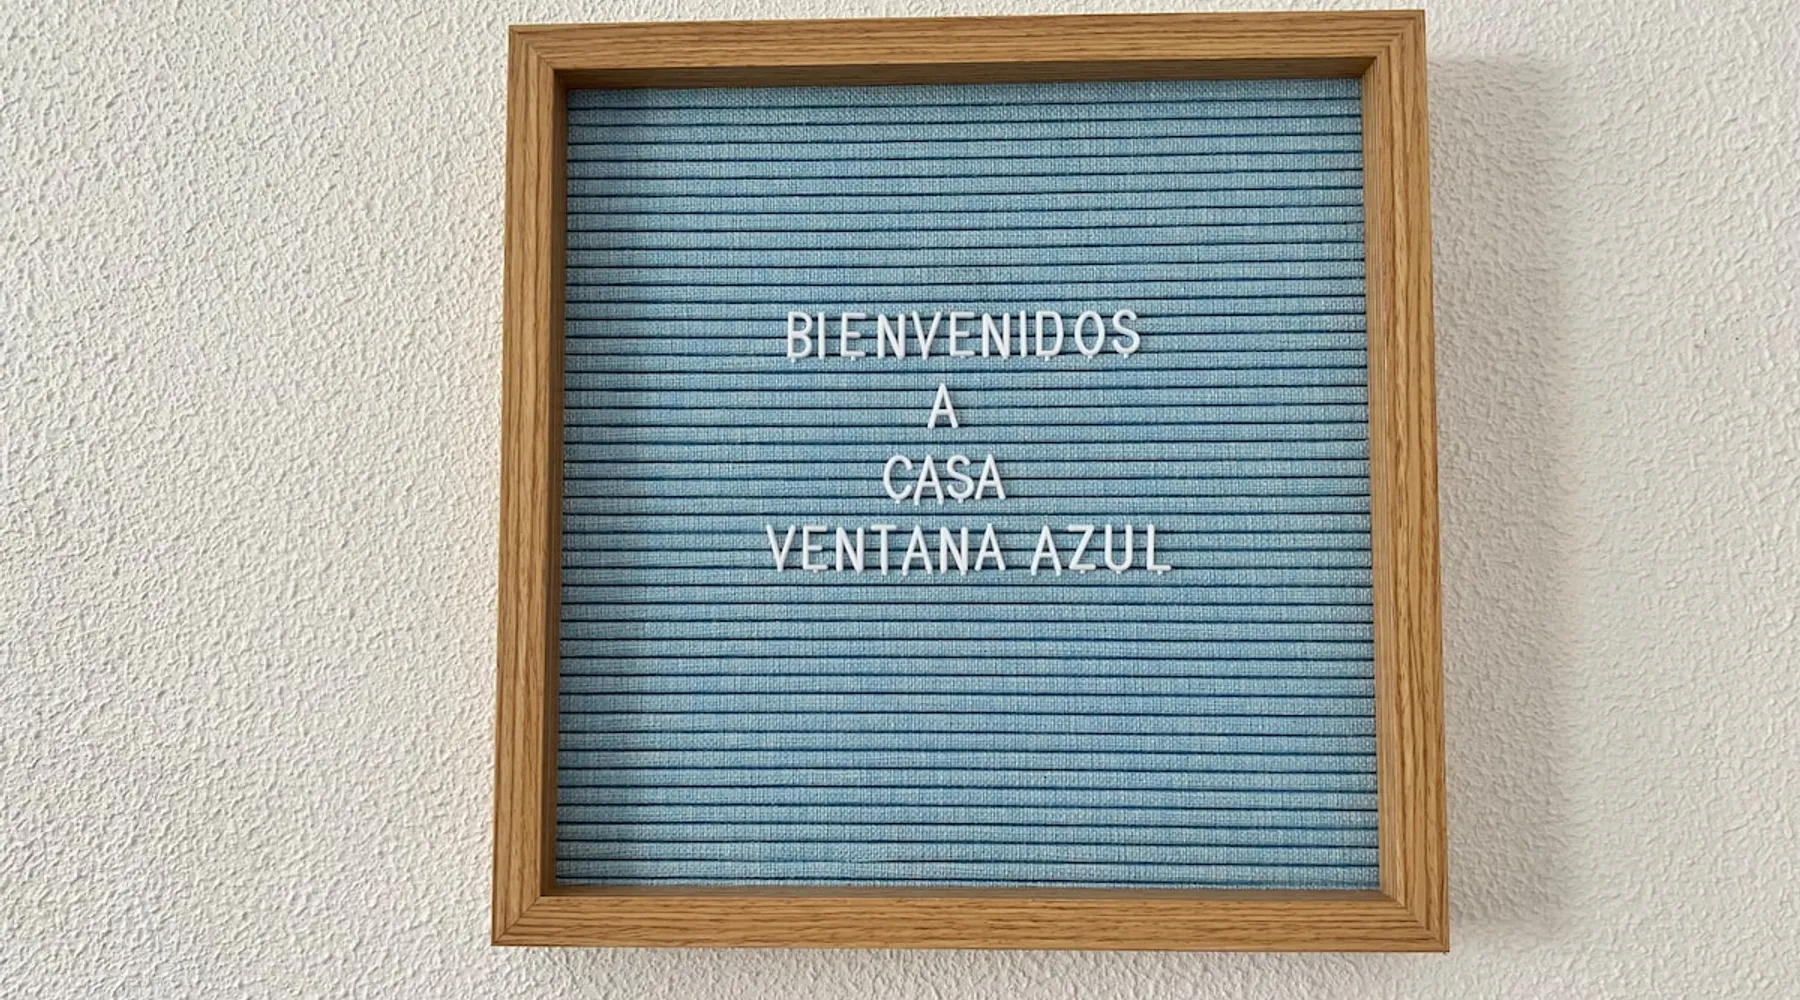 BIENVENIDOS
A
CASA
VENTANA AZUL